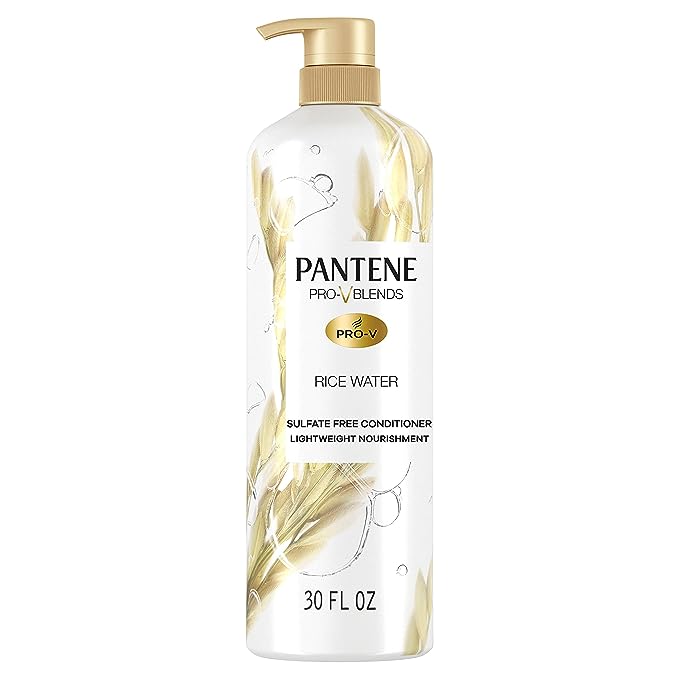 PANTENE
PRO-V BLENDS
PRO-V
RICE WATER
SULFATE FREE CONDITIONER
LIGHTWEIGHT NOURISHMENT
30 FL OZ